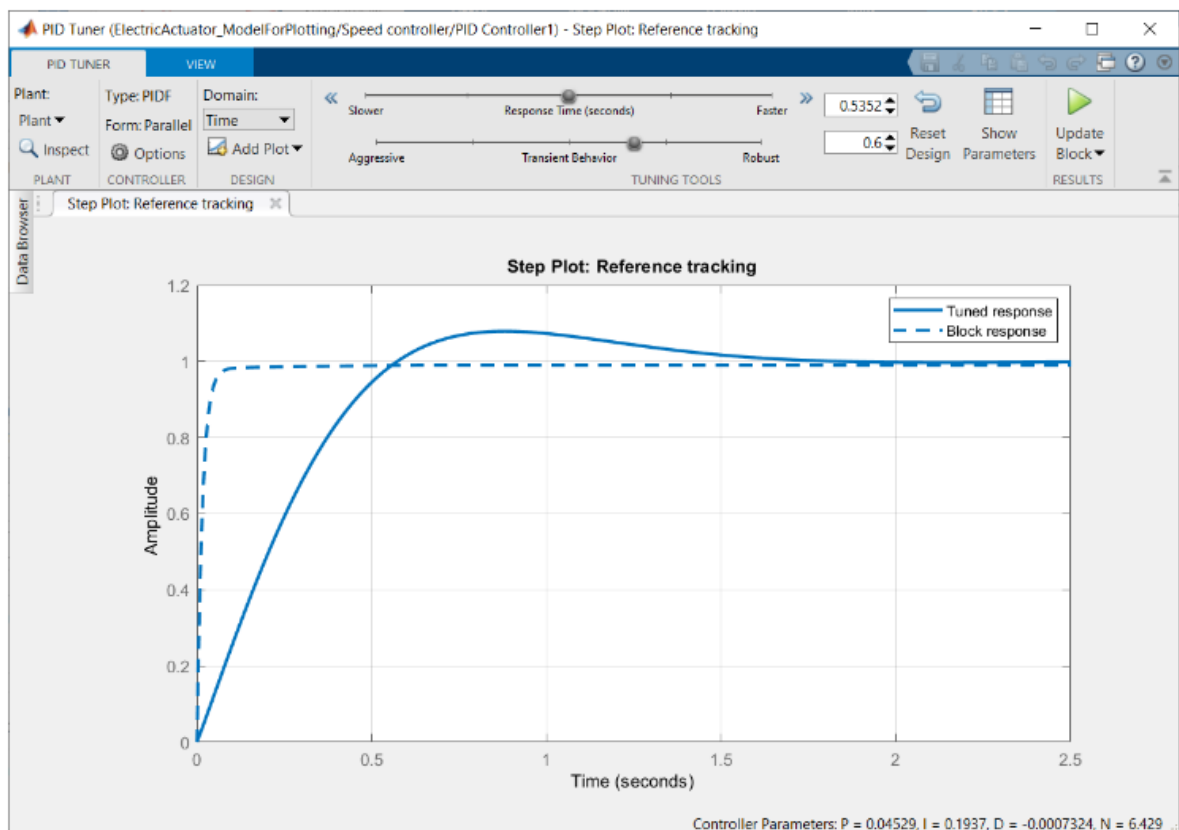 PID Tuner (ElectricActuator_ModelForPlotting/Speed controller/PID Controller1) - Step Plot: Reference tracking
PID TUNER VIEW
Plant: Type: PIDF Domain:
Plant Form: Parallel Time
Inspect Options Add Plot
Slower Response Time (seconds) Faster 0.5352
Aggressive Transient Behavior Robust 0.6
Reset Design
Show Parameters
Update Block
PLANT CONTROLLER DESIGN TUNING TOOLS RESULTS
Data Browser
Step Plot: Reference tracking
Step Plot: Reference tracking
Tuned response
Block response
Amplitude
1.2
1
0.8
0.6
0.4
0.2
0
0 0.5 1 1.5 2 2.5
Time (seconds)
Controller Parameters: P = 0.04529, I = 0.1937, D = -0.0007324, N = 6.429